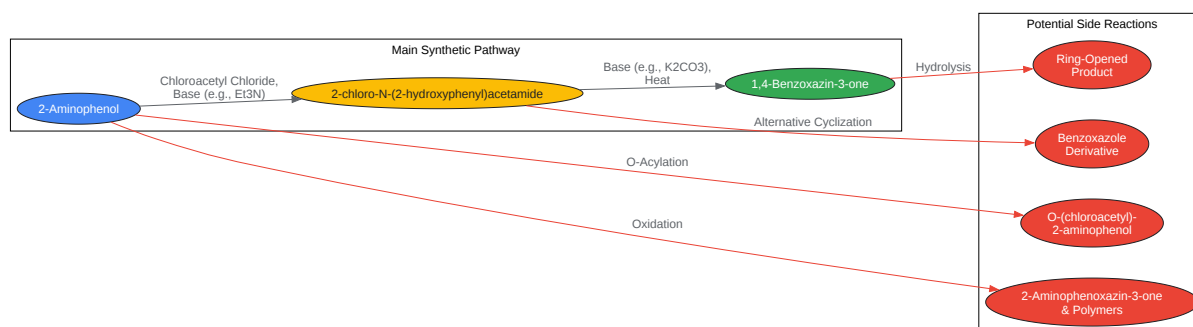 Potential Side Reactions
Main Synthetic Pathway
Chloroacetyl Chloride,
Base (e.g., Et3N)
Base (e.g., K2CO3),
Heat
2-Aminophenol
2-chloro-N-(2-hydroxyphenyl)acetamide
1,4-Benzoxazin-3-one
Hydrolysis
Ring-Opened
Product
Alternative Cyclization
Benzoxazole
Derivative
O-Acylation
O-(chloroacetyl)-
2-aminophenol
Oxidation
2-Aminophenoxazin-3-one
& Polymers